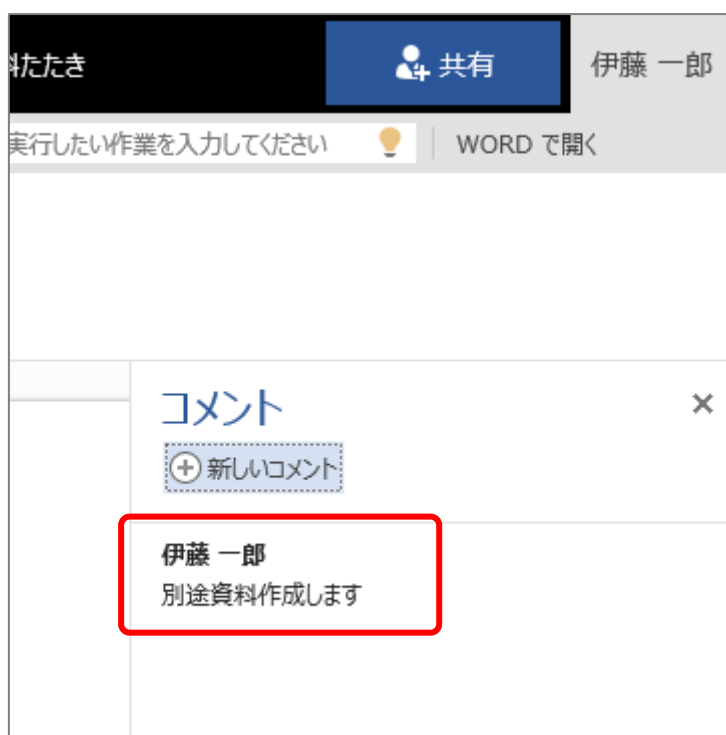 料たたき
共有
伊藤 一郎
実行したい作業を入力してください
WORD で開く
コメント
新しいコメント
伊藤 一郎
別途資料作成します